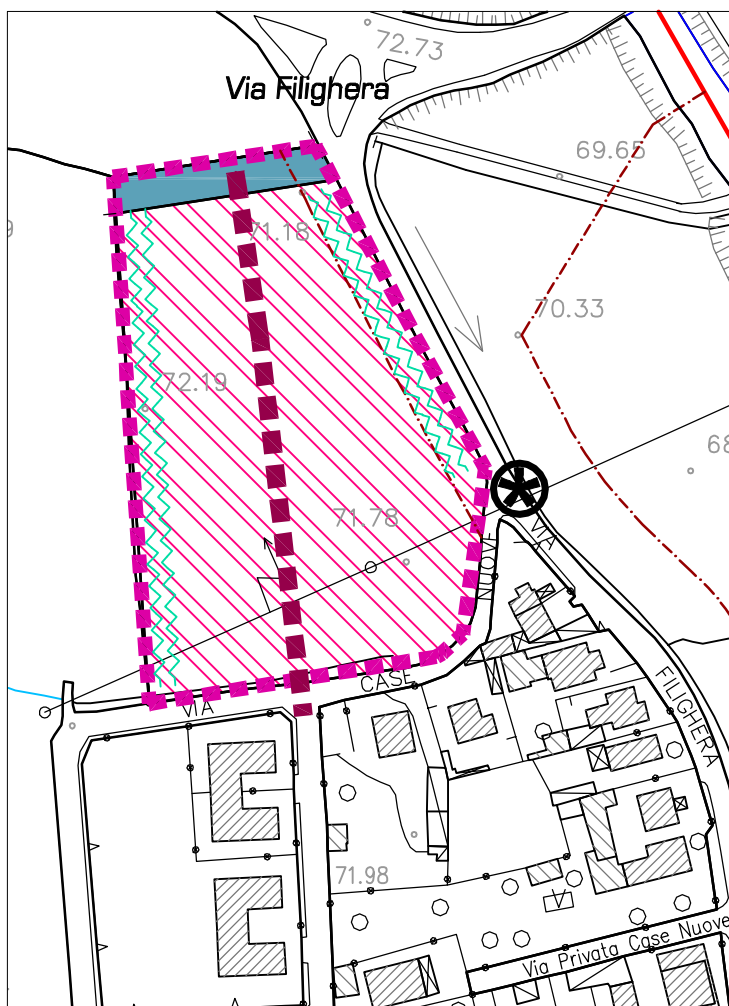 72.73
Via Filighera
69.65
71.18
70.33
72.19
68
71.78
NUOVE
VIA
CASE
VIA
FILIGHERA
71.98
Via Privata Case Nuove